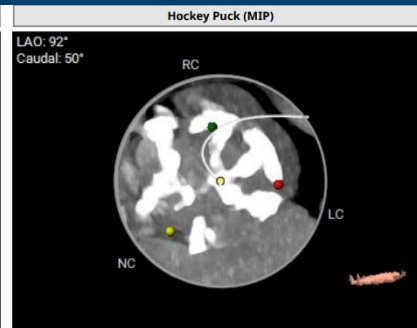 Hockey Puck (MIP)
LAO: 92°
Caudal: 50°
RC
LC
NC